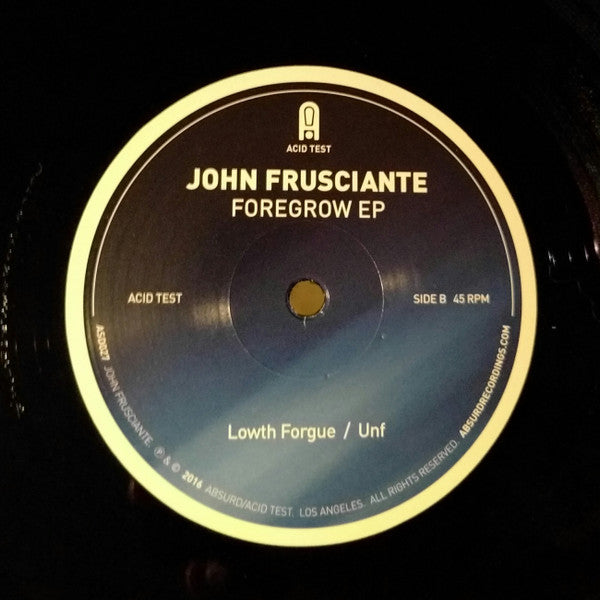 ACID TEST
JOHN FRUSCIANTE
FOREGROW EP
ACID TEST
SIDE B 45 RPM
Lowth Forgue / Unf
ASD027 JOHN FRUSCIANTE. ℗ & © 2016 ABSURD/ACID TEST. LOS ANGELES. ALL RIGHTS RESERVED. ABSURDRECORDINGS.COM